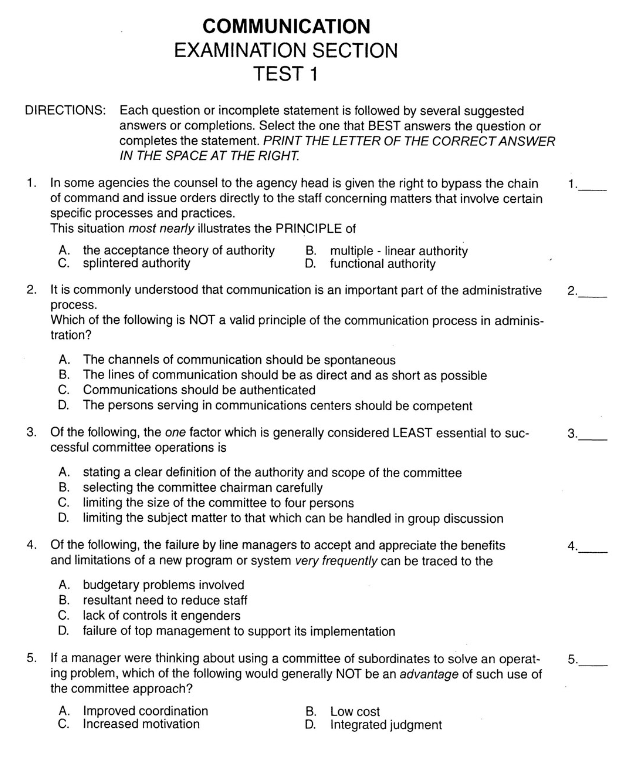 COMMUNICATION
EXAMINATION SECTION
TEST 1
DIRECTIONS: Each question or incomplete statement is followed by several suggested
answers or completions. Select the one that BEST answers the question or
completes the statement. PRINT THE LETTER OF THE CORRECT ANSWER
IN THE SPACE AT THE RIGHT.
1. In some agencies the counsel to the agency head is given the right to bypass the chain 1.____
of command and issue orders directly to the staff concerning matters that involve certain
specific processes and practices.
This situation most nearly illustrates the PRINCIPLE of
A. the acceptance theory of authority B. multiple - linear authority
C. splintered authority D. functional authority
2. It is commonly understood that communication is an important part of the administrative 2.____
process.
Which of the following is NOT a valid principle of the communication process in adminis-
tration?
A. The channels of communication should be spontaneous
B. The lines of communication should be as direct and as short as possible
C. Communications should be authenticated
D. The persons serving in communications centers should be competent
3. Of the following, the one factor which is generally considered LEAST essential to suc- 3.____
cessful committee operations is
A. stating a clear definition of the authority and scope of the committee
B. selecting the committee chairman carefully
C. limiting the size of the committee to four persons
D. limiting the subject matter to that which can be handled in group discussion
4. Of the following, the failure by line managers to accept and appreciate the benefits 4.____
and limitations of a new program or system very frequently can be traced to the
A. budgetary problems involved
B. resultant need to reduce staff
C. lack of controls it engenders
D. failure of top management to support its implementation
5. If a manager were thinking about using a committee of subordinates to solve an operat- 5.____
ing problem, which of the following would generally NOT be an advantage of such use of
the committee approach?
A. Improved coordination B. Low cost
C. Increased motivation D. Integrated judgment